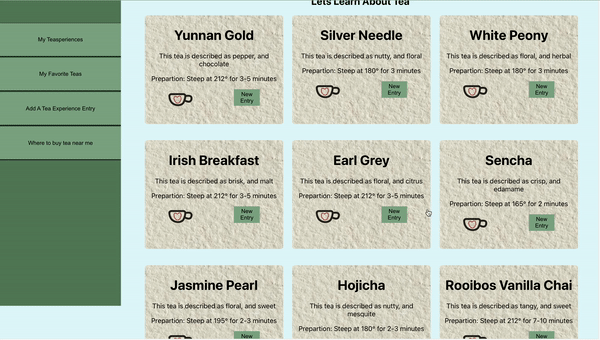 Lets Learn About Tea
My Teasperiences
My Favorite Teas
Add A Tea Experience Entry
Where to buy tea near me
Yunnan Gold
This tea is described as pepper, and
chocolate
Prepartion: Steep at 212° for 3-5 minutes
New
Entry
Silver Needle
This tea is described as nutty, and floral
Prepartion: Steep at 180° for 3 minutes
New
Entry
White Peony
This tea is described as floral, and herbal
Prepartion: Steep at 180° for 3 minutes
New
Entry
Irish Breakfast
This tea is described as brisk, and malt
Prepartion: Steep at 212° for 3-5 minutes
New
Entry
Earl Grey
This tea is described as floral, and citrus
Prepartion: Steep at 212° for 3-5 minutes
New
Entry
Sencha
This tea is described as crisp, and
edamame
Prepartion: Steep at 165° for 2 minutes
New
Entry
Jasmine Pearl
This tea is described as floral, and sweet
Prepartion: Steep at 195° for 2-3 minutes
New
Hojicha
This tea is described as nutty, and
mesquite
Prepartion: Steep at 180° for 2-3 minutes
Rooibos Vanilla Chai
This tea is described as tangy, and sweet
Prepartion: Steep at 212° for 7-10 minutes
New